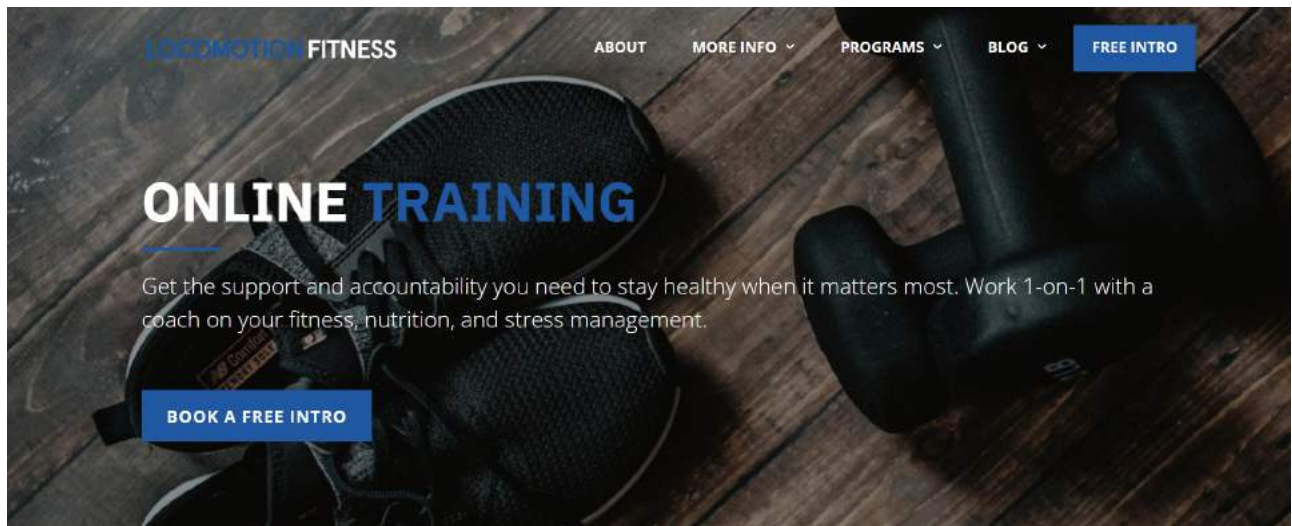 LOCOMOTION FITNESS
ABOUT
MORE INFO
PROGRAMS
BLOG
FREE INTRO
ONLINE TRAINING
Get the support and accountability you need to stay healthy when it matters most. Work 1-on-1 with a
coach on your fitness, nutrition, and stress management.
BOOK A FREE INTRO